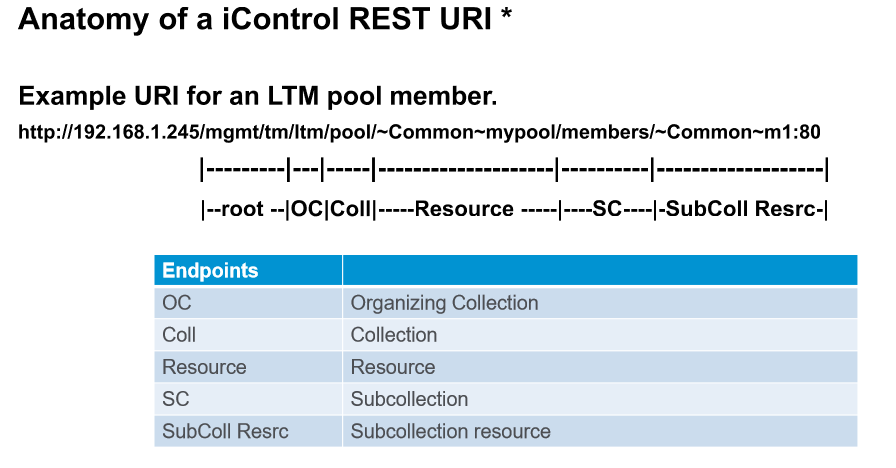 Anatomy of a iControl REST URI *
Example URI for an LTM pool member.
http://192.168.1.245/mgmt/tm/ltm/pool/~Common~mypool/members/~Common~m1:80
|---------|---|-----|--------------------|----------|-------------------|
|--root --|OC|Coll|-----Resource -----|----SC----|-SubColl Resrc-|
Endpoints
OC Organizing Collection
Coll Collection
Resource Resource
SC Subcollection
SubColl Resrc Subcollection resource